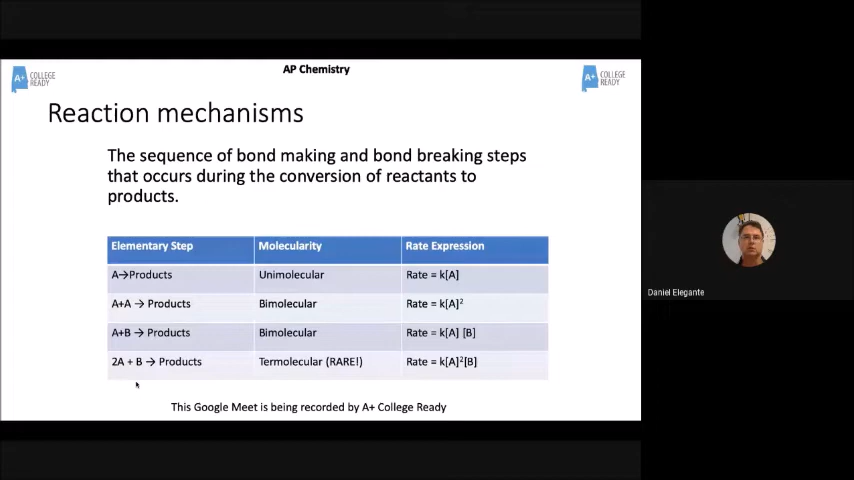 AP Chemistry
A+ COLLEGE READY
A+ COLLEGE READY
Reaction mechanisms
The sequence of bond making and bond breaking steps
that occurs during the conversion of reactants to
products.
Elementary Step Molecularity Rate Expression
A→Products Unimolecular Rate = k[A]
A+A → Products Bimolecular Rate = k[A]²
A+B → Products Bimolecular Rate = k[A] [B]
2A + B → Products Termolecular (RARE!) Rate = k[A]²[B]
This Google Meet is being recorded by A+ College Ready
Daniel Elegante